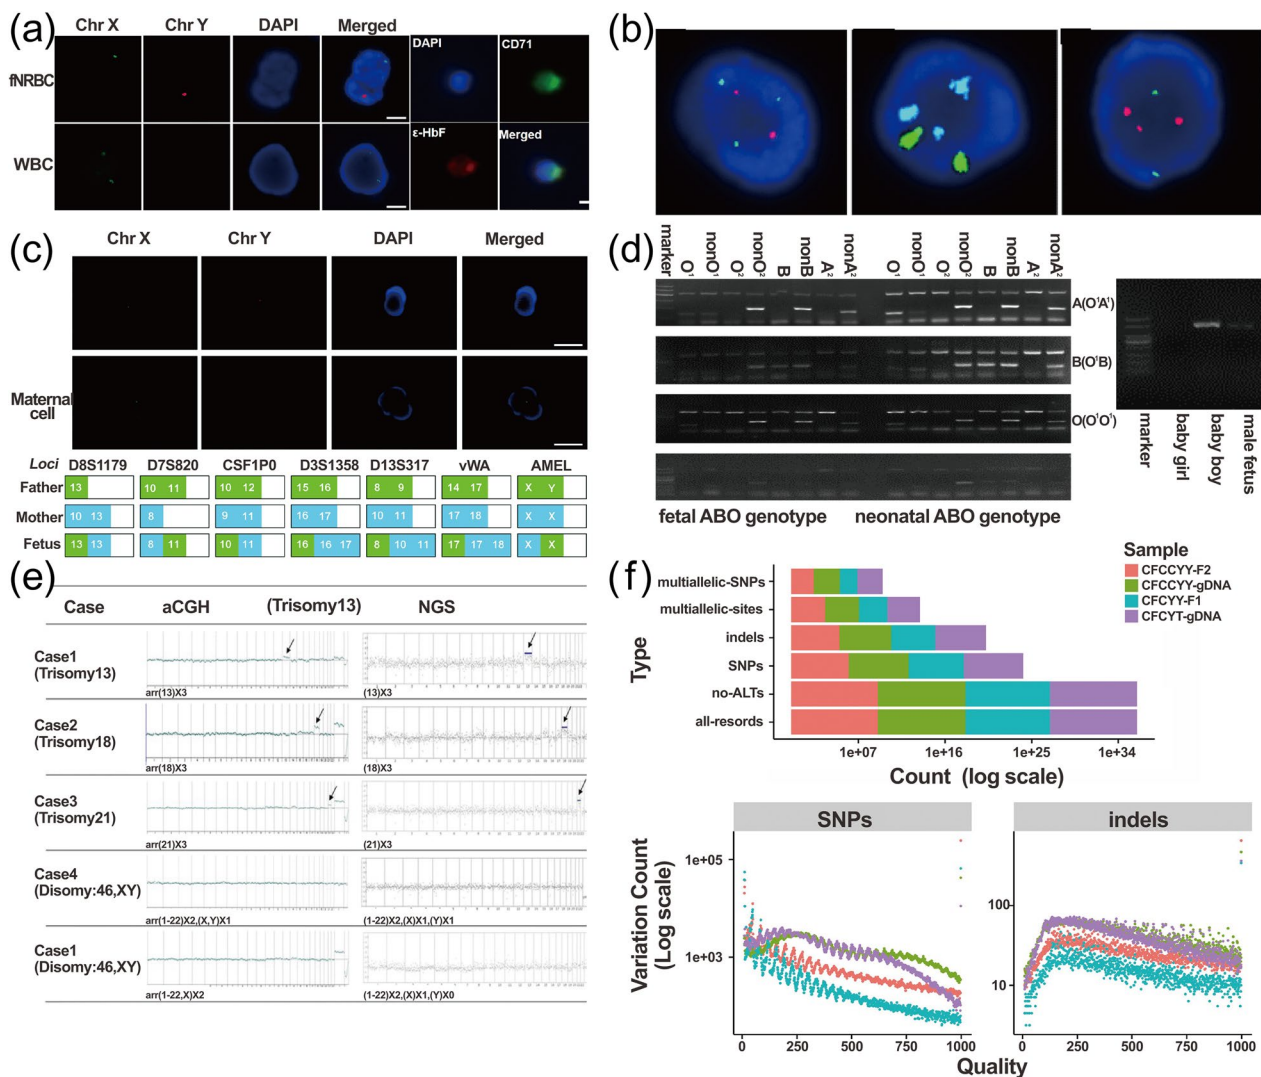 (a)
Chr X Chr Y DAPI Merged
fNRBC
WBC
DAPI
CD71
ε-HbF
Merged
(b)
(c)
Chr X Chr Y DAPI Merged
Maternal
cell
Loci D8S1179 D7S820 CSF1P0 D3S1358 D13S317 vWA AMEL
Father 13 10 11 10 12 15 16 8 9 14 17 X Y
Mother 10 13 8 9 11 16 17 10 11 17 18 X X
Fetus 13 13 8 11 10 11 16 16 17 8 10 11 17 17 18 X X
(d)
marker O¹ nonO¹ O² nonO² B nonB A² nonA² O¹ nonO¹ O² nonO² B nonB A² nonA²
A(O¹A¹)
B(O¹B)
O(O¹O¹)
fetal ABO genotype neonatal ABO genotype
marker
baby girl
baby boy
male fetus
(e)
Case aCGH (Trisomy13) NGS
Case1
(Trisomy13)
arr(13)X3 (13)X3
Case2
(Trisomy18)
arr(18)X3 (18)X3
Case3
(Trisomy21)
arr(21)X3 (21)X3
Case4
(Disomy:46,XY)
arr(1-22)X2,(X,Y)X1 (1-22)X2,(X)X1,(Y)X1
Case1
(Disomy:46,XY)
arr(1-22,X)X2 (1-22)X2,(X)X1,(Y)X0
(f)
Sample
CFCCYY-F2
CFCCYY-gDNA
CFCYY-F1
CFCYT-gDNA
Type
multiallelic-SNPs
multiallelic-sites
indels
SNPs
no-ALTs
all-resords
1e+07 1e+16 1e+25 1e+34
Count (log scale)
SNPs indels
Variation Count
(Log scale)
1e+05
1e+03
100
10
0 250 500 750 1000 0 250 500 750 1000
Quality